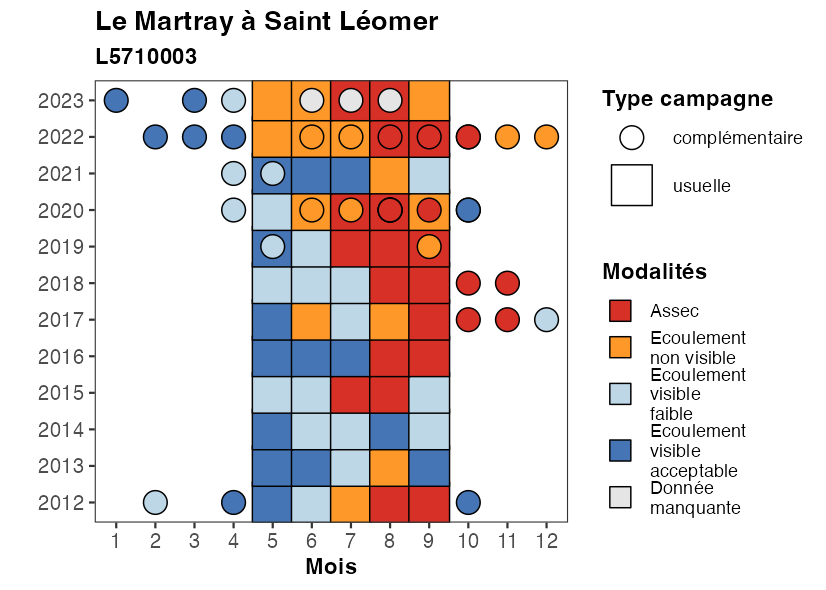 Le Martray à Saint Léomer
L5710003
2023
2022
2021
2020
2019
2018
2017
2016
2015
2014
2013
2012
1 2 3 4 5 6 7 8 9 10 11 12
Mois
Type campagne
complémentaire
usuelle
Modalités
Assec
Ecoulement
non visible
Ecoulement
visible
faible
Ecoulement
visible
acceptable
Donnée
manquante